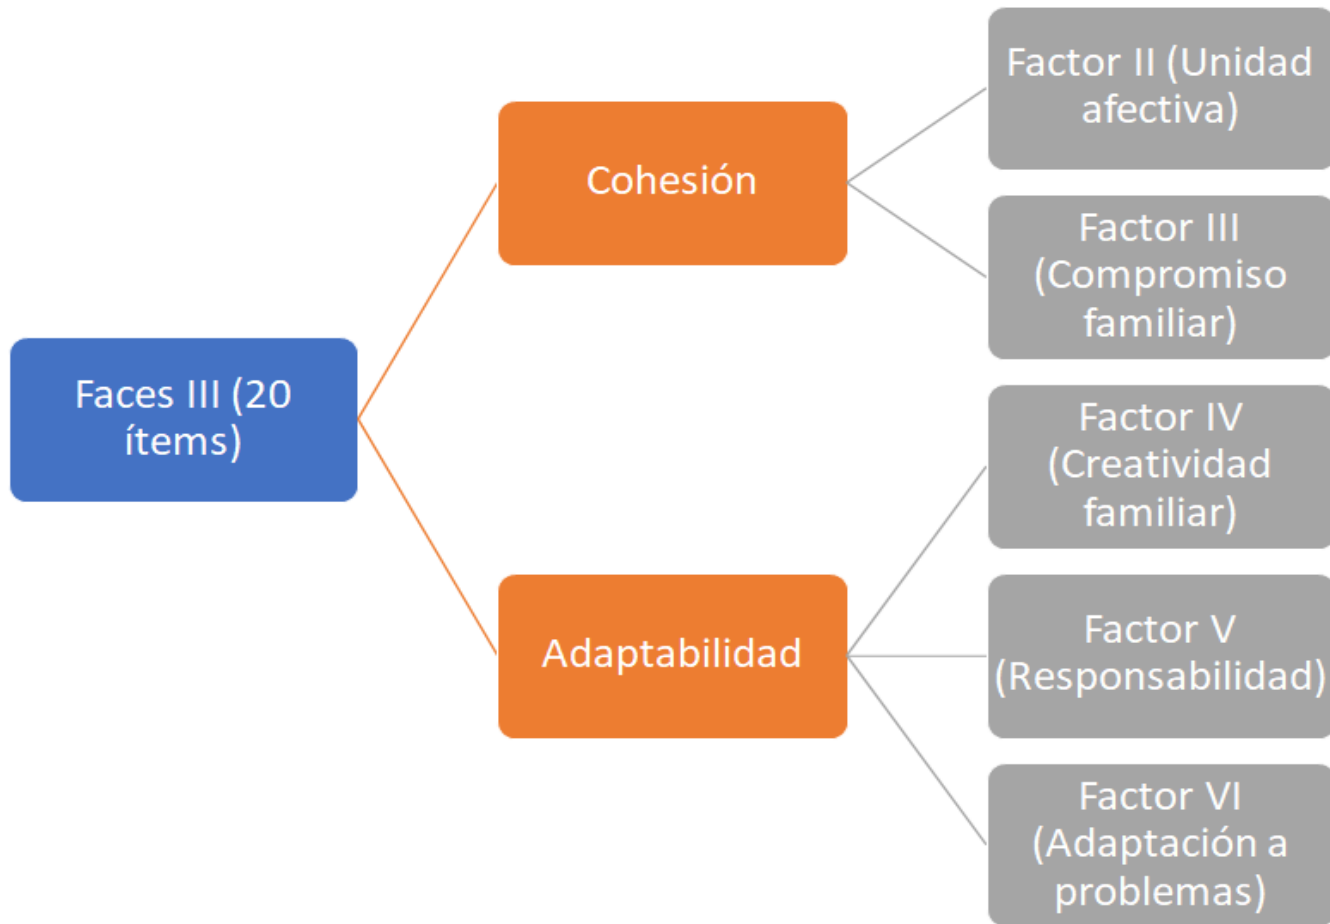 Faces III (20
ítems)
Cohesión
Factor II (Unidad
afectiva)
Factor III
(Compromiso
familiar)
Adaptabilidad
Factor IV
(Creatividad
familiar)
Factor V
(Responsabilidad)
Factor VI
(Adaptación a
problemas)